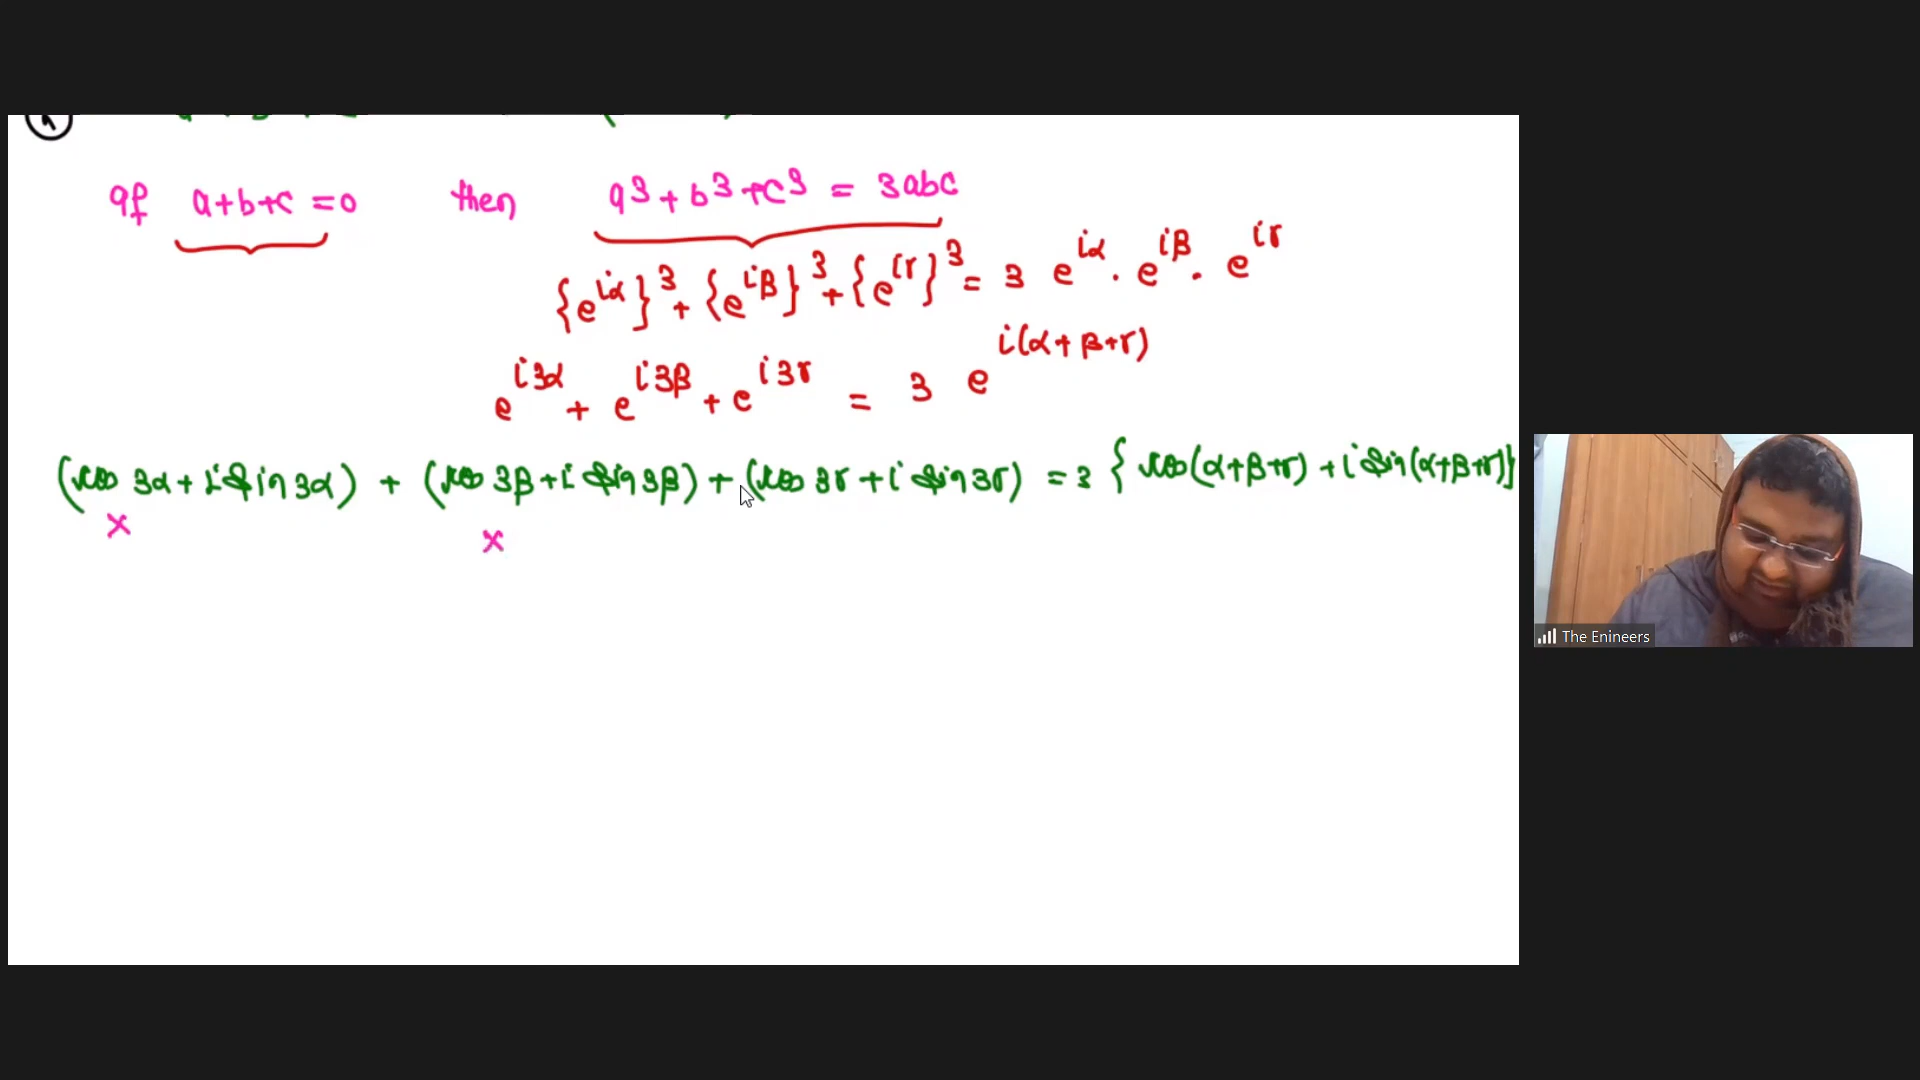 If a+b+c = 0 then a³ + b³ + c³ = 3abc
{e^{iα}}³ + {e^{iβ}}³ + {e^{iγ}}³ = 3 e^{iα} . e^{iβ} . e^{iγ}
e^{i3α} + e^{i3β} + e^{i3γ} = 3 e^{i(α+β+γ)}
(cos 3α + i sin 3α) + (cos 3β + i sin 3β) + (cos 3γ + i sin 3γ) = 3 { cos(α+β+γ) + i sin(α+β+γ)}
x x
The Enineers